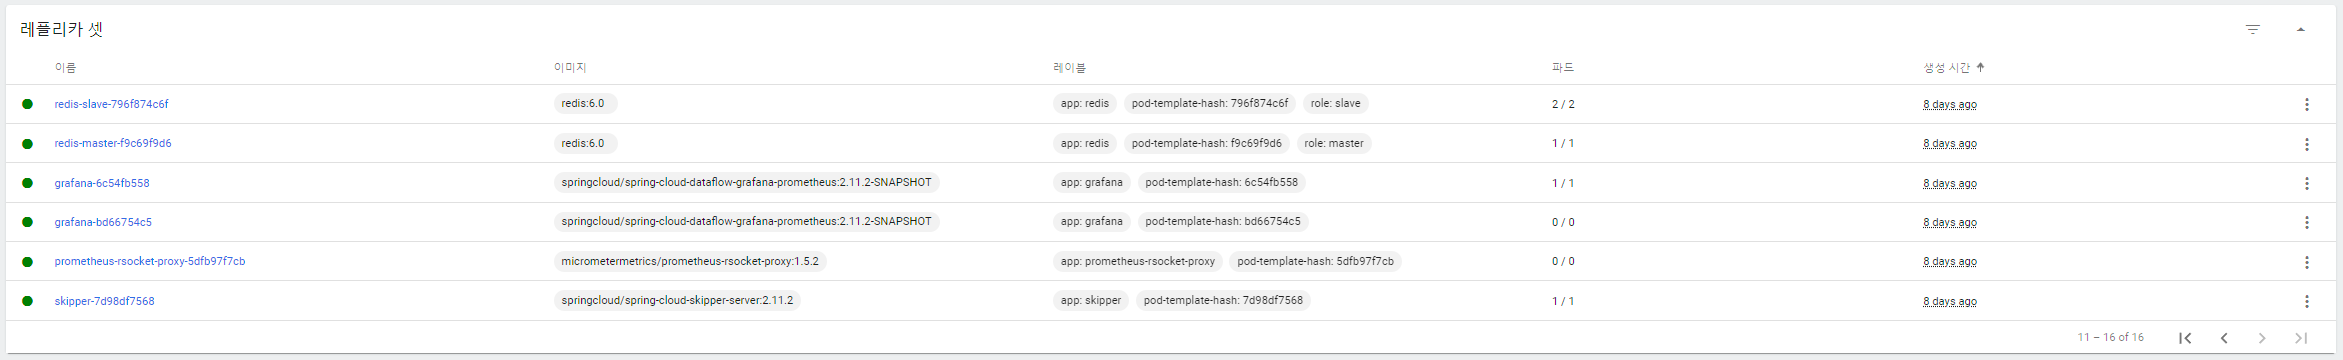 레플리카 셋
이름 이미지 레이블 파드 생성 시간
redis-slave-796f874c6f redis:6.0 app: redis pod-template-hash: 796f874c6f role: slave 2 / 2 8 days ago
redis-master-f9c69f9d6 redis:6.0 app: redis pod-template-hash: f9c69f9d6 role: master 1 / 1 8 days ago
grafana-6c54fb558 springcloud/spring-cloud-dataflow-grafana-prometheus:2.11.2-SNAPSHOT app: grafana pod-template-hash: 6c54fb558 1 / 1 8 days ago
grafana-bd66754c5 springcloud/spring-cloud-dataflow-grafana-prometheus:2.11.2-SNAPSHOT app: grafana pod-template-hash: bd66754c5 0 / 0 8 days ago
prometheus-rsocket-proxy-5dfb97f7cb micrometermetrics/prometheus-rsocket-proxy:1.5.2 app: prometheus-rsocket-proxy pod-template-hash: 5dfb97f7cb 0 / 0 8 days ago
skipper-7d98df7568 springcloud/spring-cloud-skipper-server:2.11.2 app: skipper pod-template-hash: 7d98df7568 1 / 1 8 days ago
11 – 16 of 16